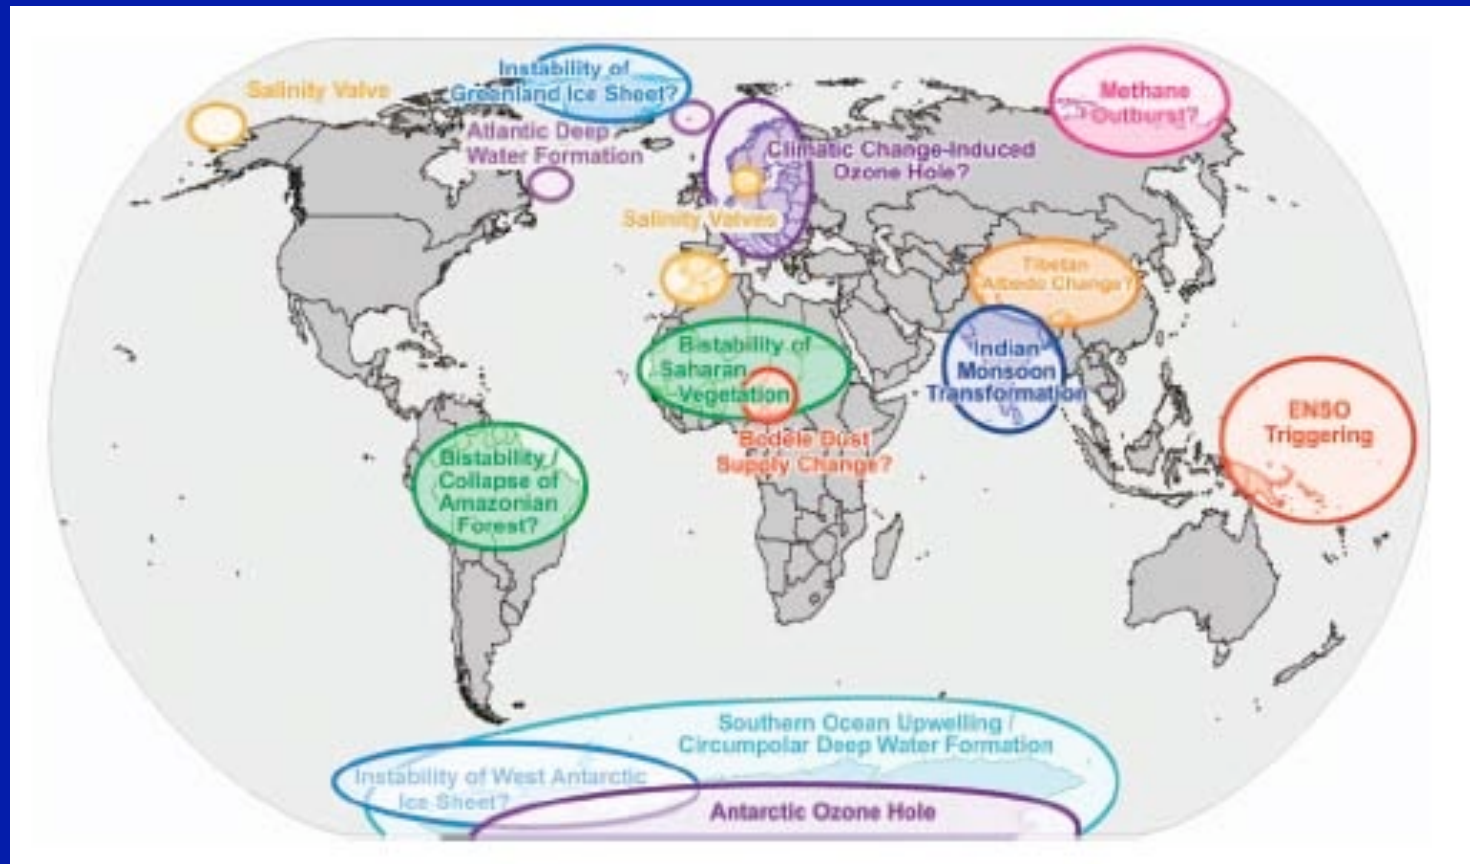 Salinity Valve
Instability of
Greenland Ice Sheet?
Atlantic Deep
Water Formation
Methane
Outburst?
Climatic Change-Induced
Ozone Hole?
Salinity Valves
Tibetan
Albedo Change?
Bistability of
Saharan
Vegetation
Indian
Monsoon
Transformation
Bodele Dust
Supply Change?
ENSO
Triggering
Bistability /
Collapse of
Amazonian
Forest?
Southern Ocean Upwelling /
Circumpolar Deep Water Formation
Instability of West Antarctic
Ice Sheet?
Antarctic Ozone Hole